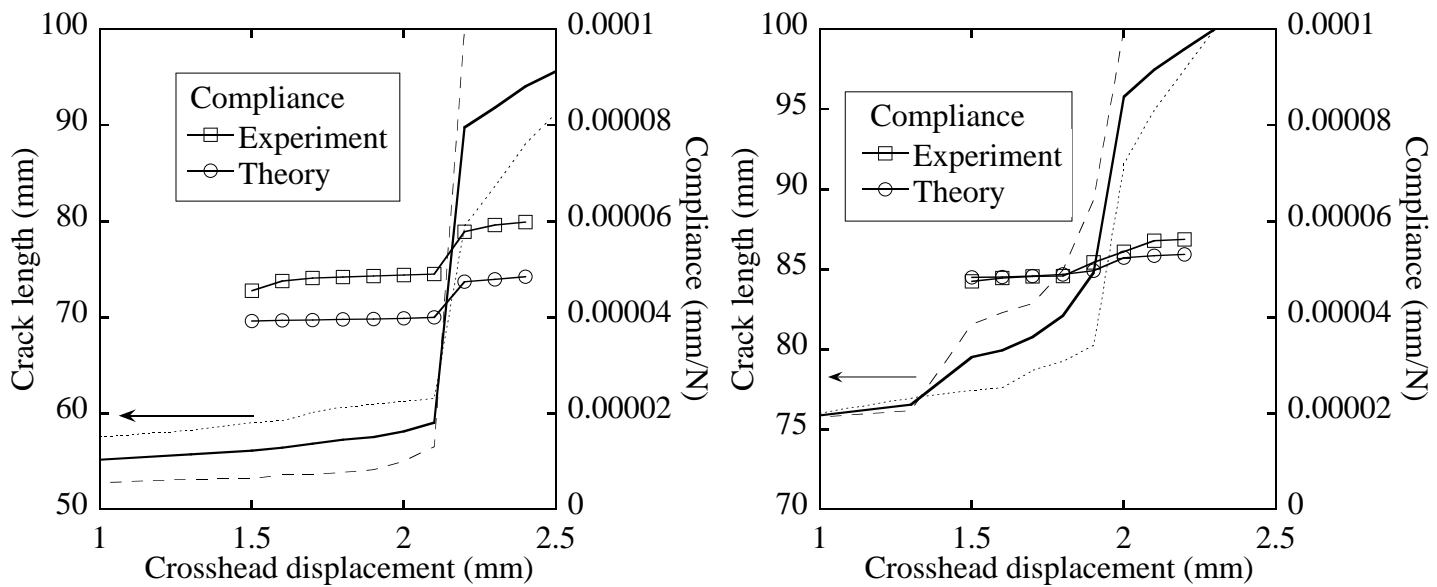 100
90
80
70
60
50
Crack length (mm)
Compliance
Experiment
Theory
0.0001
0.00008
0.00006
0.00004
0.00002
0
Compliance (mm/N)
1
1.5
2
2.5
Crosshead displacement (mm)
100
95
90
85
80
75
70
Crack length (mm)
Compliance
Experiment
Theory
0.0001
0.00008
0.00006
0.00004
0.00002
0
Compliance (mm/N)
1
1.5
2
2.5
Crosshead displacement (mm)